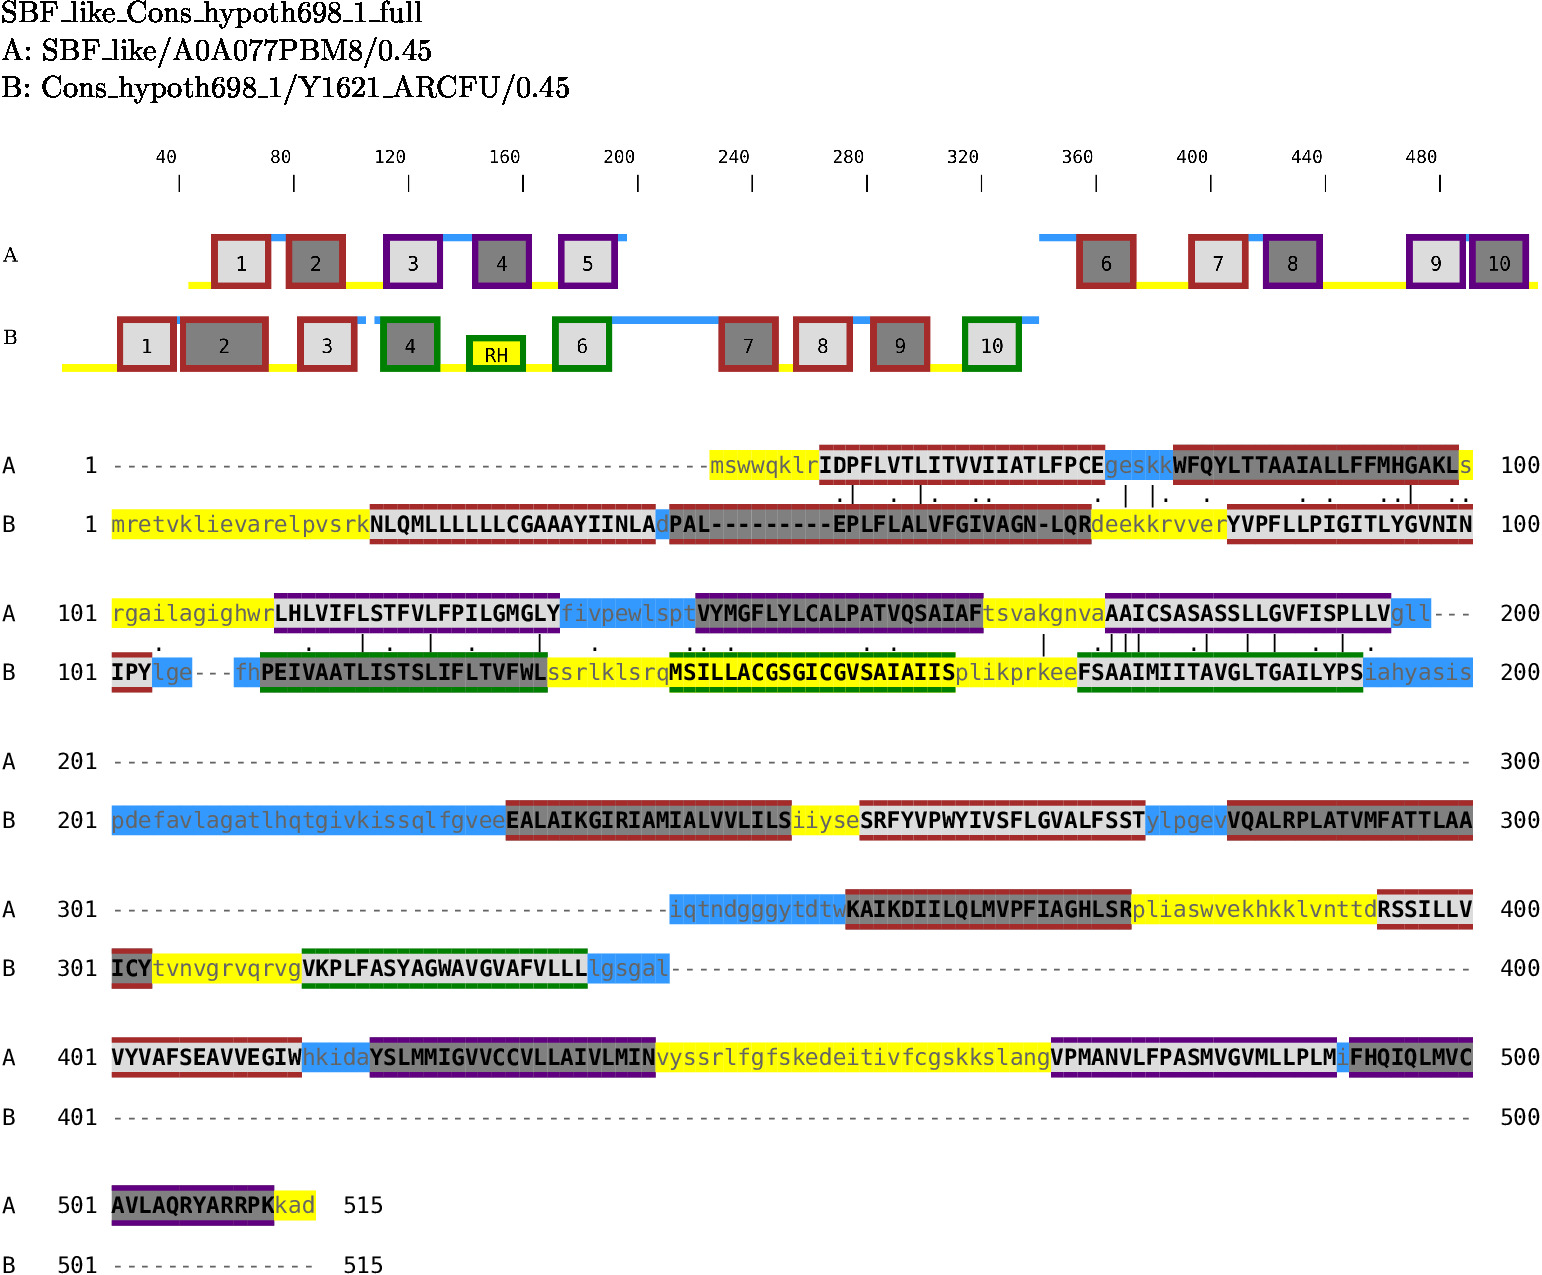 SBF_like_Cons_hypoth698_1_full
A: SBF_like/A0A077PBM8/0.45
B: Cons_hypoth698_1/Y1621_ARCFU/0.45
40 80 120 160 200 240 280 320 360 400 440 480
A 1 2 3 4 5 6 7 8 9 10
B 1 2 3 4 RH 6 7 8 9 10
A 1 --------------------------------------------mswwqklrIDPFLVTLITVVIIATLFPCEgeskkWFQYLTTAAIALLFFMHGAKLs 100
B 1 mretvklievarelpvsrkNLQMLLLLLLCGAAAYIINLAdPAL---------EPLFLALVFGIVAGN-LQRdeekkrvverYVPFLLPIGITLYGVNIN 100
A 101 rgailagighwrLHLVIFLSTFVLFPILGMGLYfivpewlsptVYMGFLYLCALPATVQSAIAFtsvakgnvaAAICSASASSLLGVFISPLLVgll--- 200
B 101 IPYlge---fhPEIVAATLISTSLIFLTVFWLssrlklsrqMSILLACGSGICGVSAIAIISplikprkeeFSAAIMIITAVGLTGAILYPSiahyasis 200
A 201 ---------------------------------------------------------------------------------------------------- 300
B 201 pdefavlagatlhqtgivkissqlfgveeEALAIKGIRIAMIALVVLILSiiyseSRFYVPWYIVSFLGVALFSSTylpgevVQALRPLATVMFATTLAA 300
A 301 -----------------------------------------iqtndgggytdtwKAIKDIILQLMVPFIAGHLSRpliaswvekhkklvnttdRSSILLV 400
B 301 ICYtvnvgrvqrvgVKPLFASYAGWAVGVAFVLLLlgsgal----------------------------------------------------------- 400
A 401 VYVAFSEAVVEGIWhkidaYSLMMIGVVCCVLLAIVLMINvyssrlfgfskedeitivfcgskkslangVPMANVLFPASMVGVMLLPLMiFHQIQLMVC 500
B 401 ---------------------------------------------------------------------------------------------------- 500
A 501 AVLAQRYARRPKkad 515
B 501 --------------- 515